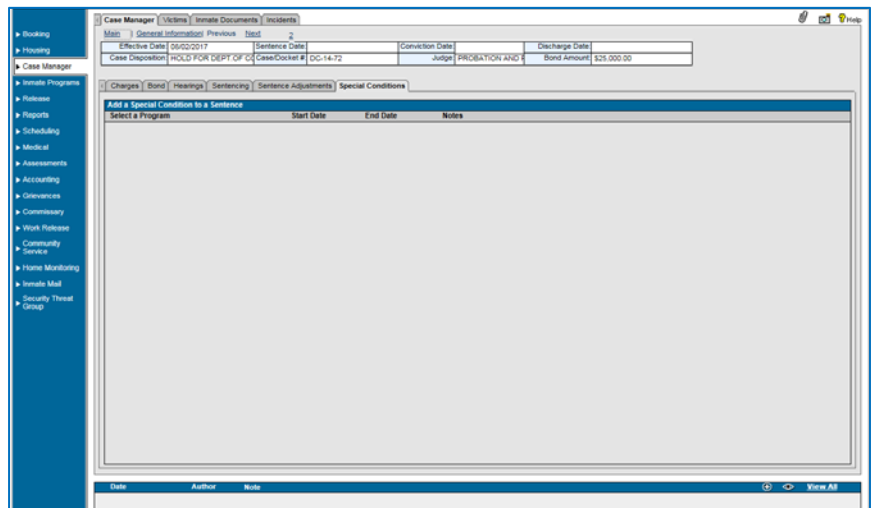 Case Manager Victims Inmate Documents Incidents
Help
Main General Information Previous Next 2
Effective Date: 06/02/2017 Sentence Date: Conviction Date: Discharge Date:
Case Disposition: HOLD FOR DEPT.OF Case/Docket #: DC-14-72 Judge: PROBATION AND Bond Amount: $25,000.00
Charges Bond Hearings Sentencing Sentence Adjustments Special Conditions
Add a Special Condition to a Sentence
Select a Program Start Date End Date Notes
Booking
Housing
Case Manager
Inmate Programs
Release
Reports
Scheduling
Medical
Assessments
Accounting
Grievances
Commissary
Work Release
Community
Service
Home Monitoring
Inmate Mail
Security Threat
Group
Date Author Note View All